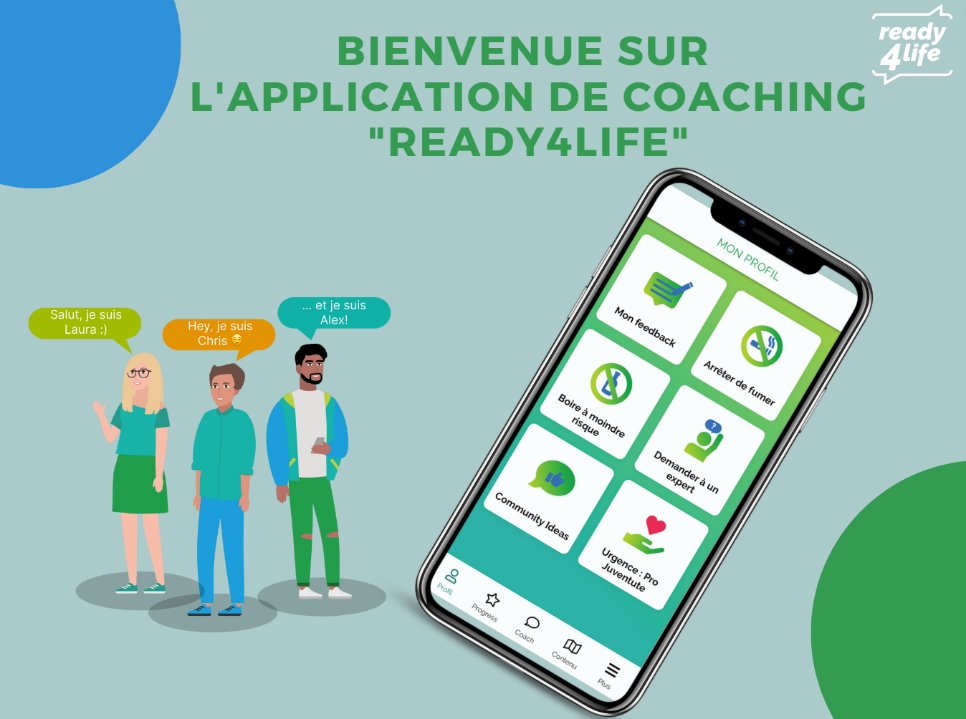 BIENVENUE SUR
L'APPLICATION DE COACHING
"READY4LIFE"
ready
4life
Salut, je suis
Laura :)
Hey, je suis
Chris 😊
... et je suis
Alex!
MON PROFIL
Mon feedback
Arrêter de fumer
Boire à moindre
risque
Demander à un
expert
Community Ideas
Urgence : Pro
Juventute
Profil
Progress
Coach
Contenu
Plus